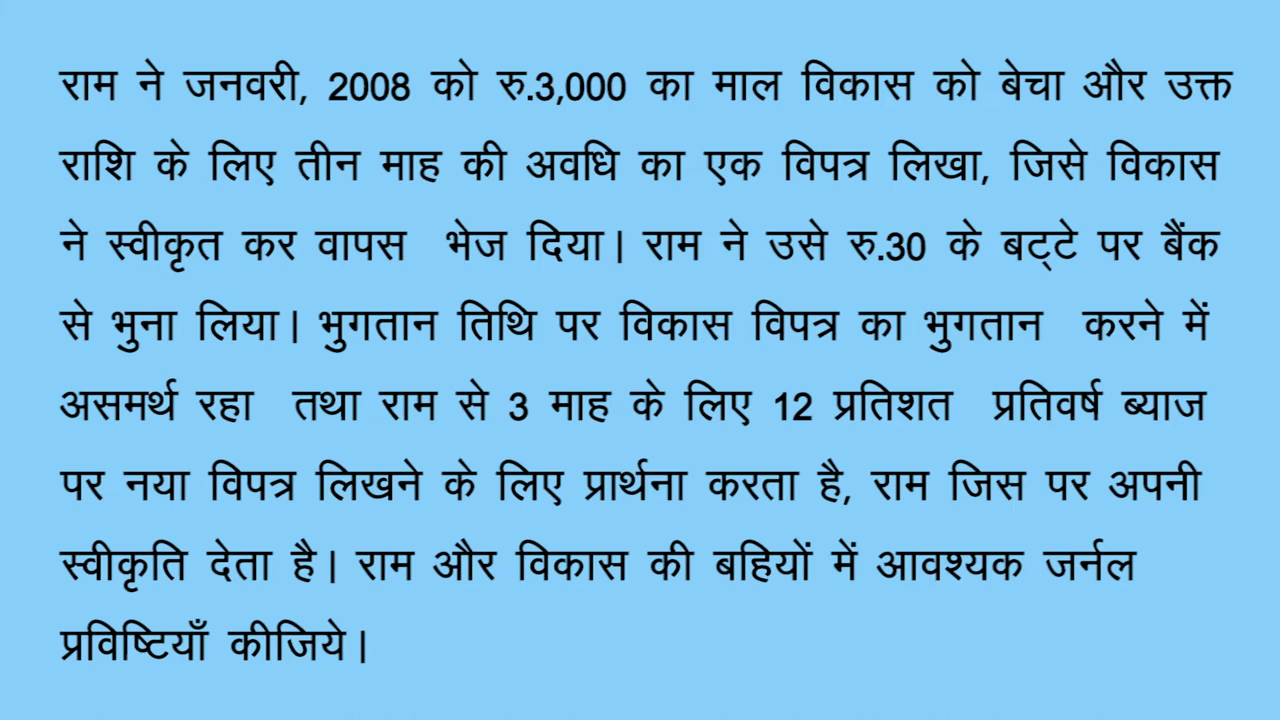 राम ने जनवरी, 2008 को रु.3,000 का माल विकास को बेचा और उक्त
राशि के लिए तीन माह की अवधि का एक विपत्र लिखा, जिसे विकास
ने स्वीकृत कर वापस भेज दिया। राम ने उसे रु.30 के बट्टे पर बैंक
से भुना लिया। भुगतान तिथि पर विकास विपत्र का भुगतान करने में
असमर्थ रहा तथा राम से 3 माह के लिए 12 प्रतिशत प्रतिवर्ष ब्याज
पर नया विपत्र लिखने के लिए प्रार्थना करता है, राम जिस पर अपनी
स्वीकृति देता है। राम और विकास की बहियों में आवश्यक जर्नल
प्रविष्टियाँ कीजिये।